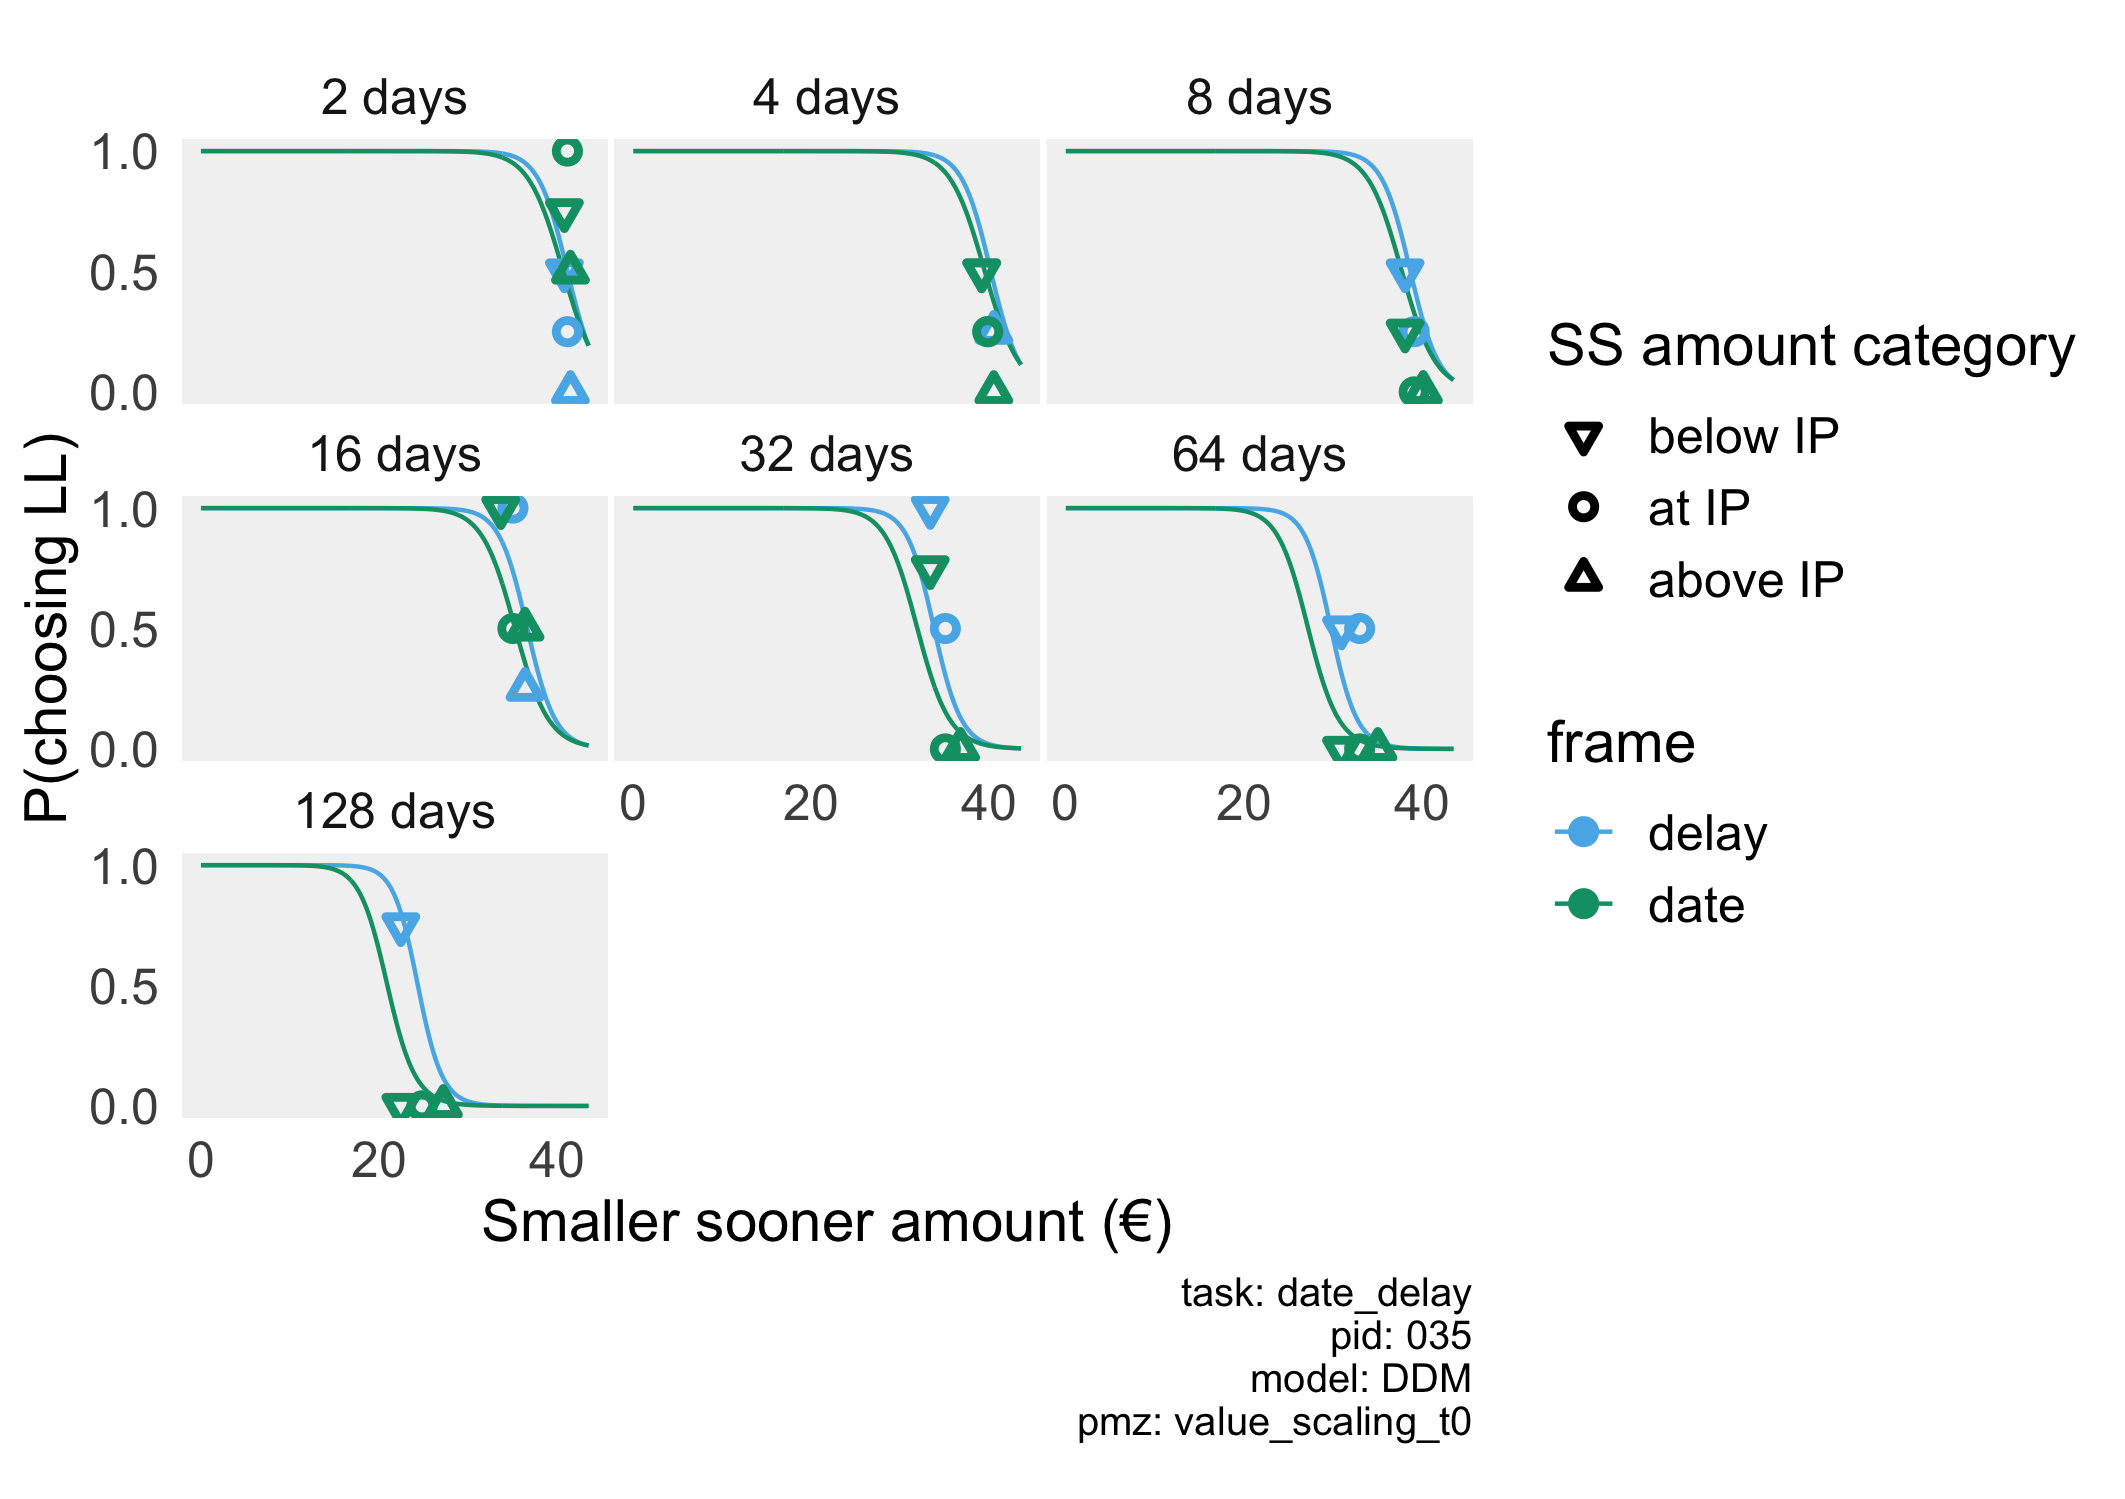 2 days
4 days
8 days
1.0
0.5
0.0
16 days
32 days
64 days
1.0
0.5
0.0
0
20
40
0
20
40
128 days
1.0
0.5
0.0
0
20
40
P(choosing LL)
Smaller sooner amount (€)
SS amount category
below IP
at IP
above IP
frame
delay
date
task: date_delay
pid: 035
model: DDM
pmz: value_scaling_t0